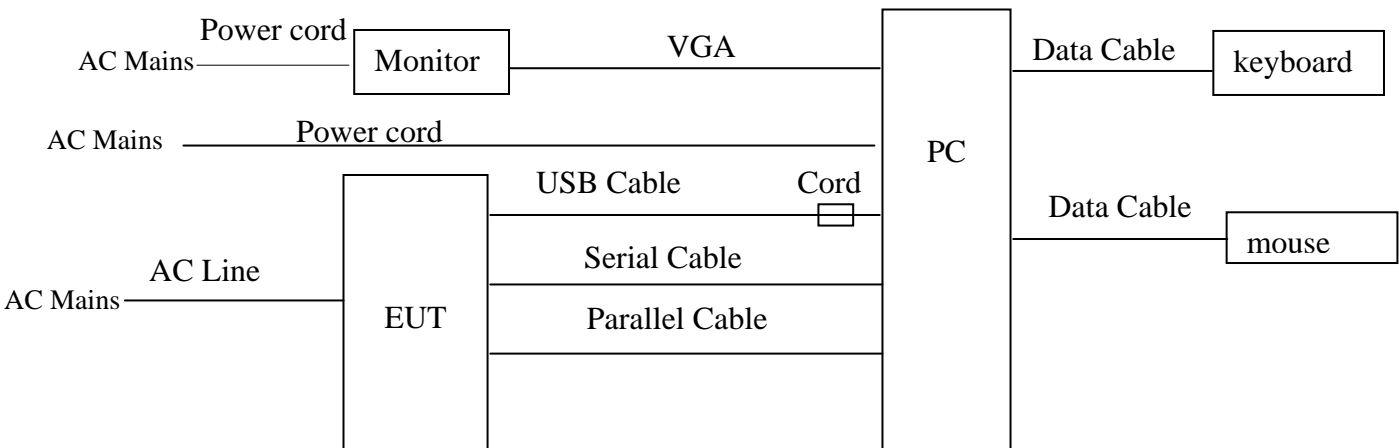 Power cord
VGA
Data Cable
AC Mains
Monitor
keyboard
AC Mains
Power cord
PC
USB Cable
Cord
Data Cable
mouse
Serial Cable
AC Line
AC Mains
EUT
Parallel Cable